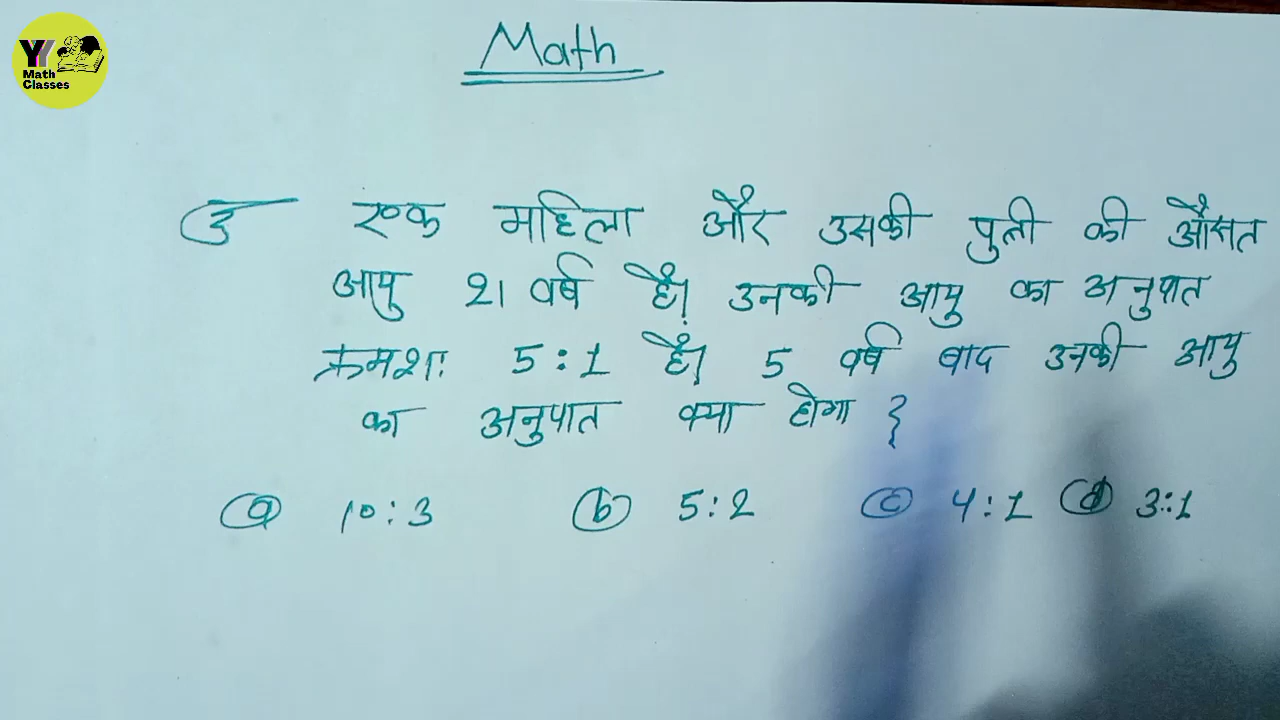 YY
Math
Classes
Math
उ एक महिला और उसकी पुत्री की औसत
आयु 21 वर्ष है। उनकी आयु का अनुपात
क्रमशः 5:1 है। 5 वर्ष बाद उनकी आयु
का अनुपात क्या होगा ?
(a) 10:3 (b) 5:2 (c) 4:1 (d) 3:1